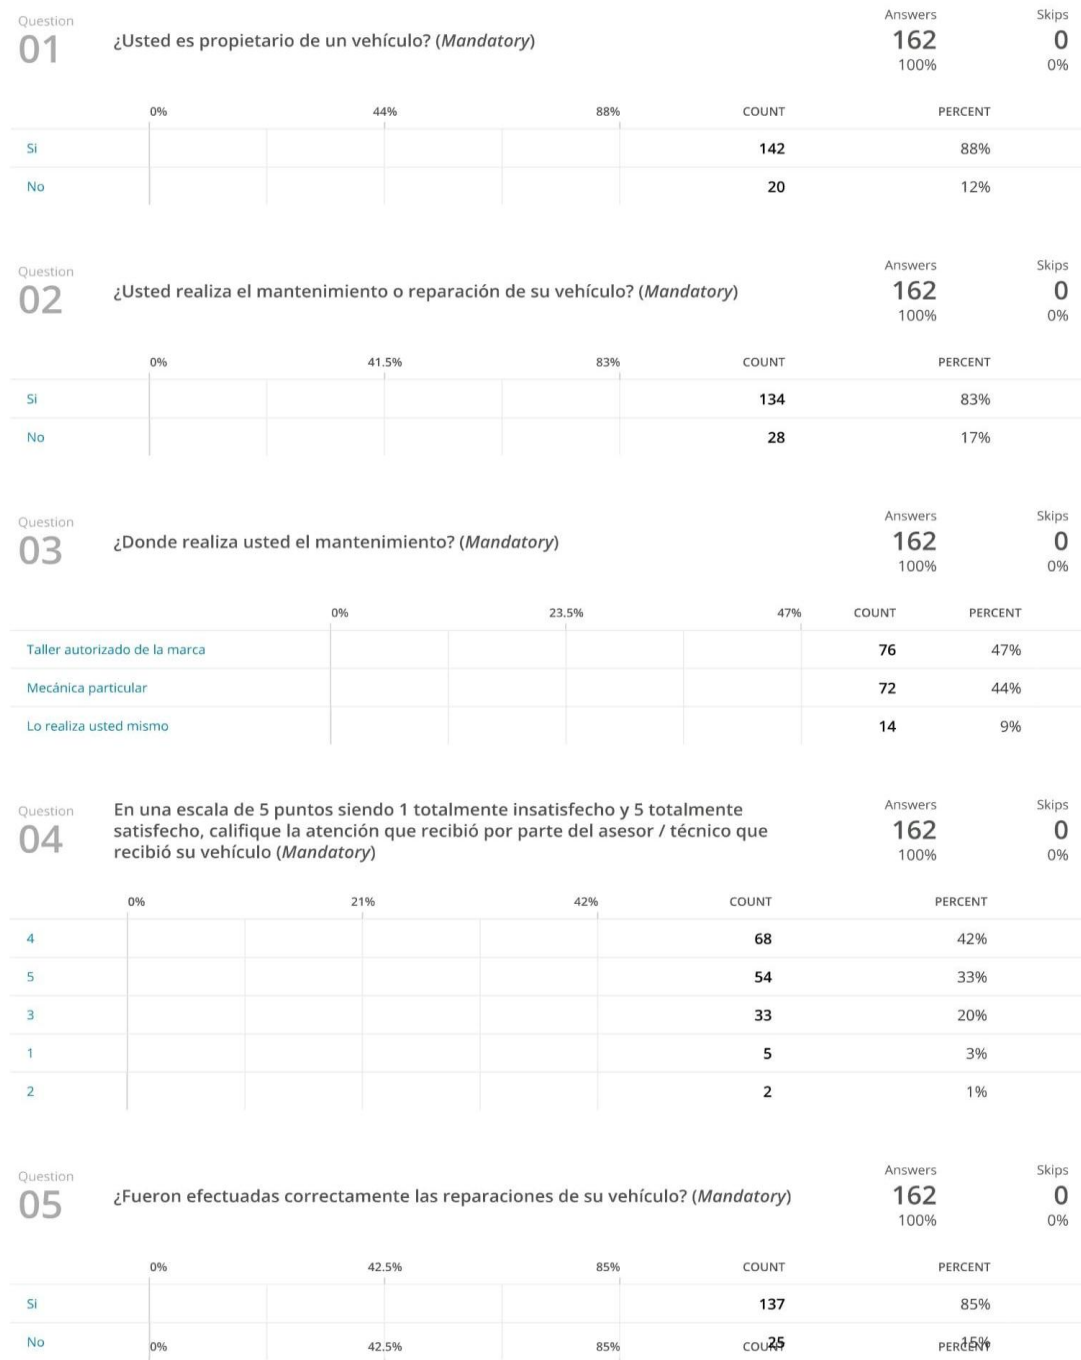 Question
01
¿Usted es propietario de un vehículo? (Mandatory)
Answers
162
100%
Skips
0
0%
0% 44% 88% COUNT PERCENT
Si 142 88%
No 20 12%
Question
02
¿Usted realiza el mantenimiento o reparación de su vehículo? (Mandatory)
Answers
162
100%
Skips
0
0%
0% 41.5% 83% COUNT PERCENT
Si 134 83%
No 28 17%
Question
03
¿Donde realiza usted el mantenimiento? (Mandatory)
Answers
162
100%
Skips
0
0%
0% 23.5% 47% COUNT PERCENT
Taller autorizado de la marca 76 47%
Mecánica particular 72 44%
Lo realiza usted mismo 14 9%
Question
04
En una escala de 5 puntos siendo 1 totalmente insatisfecho y 5 totalmente
satisfecho, califique la atención que recibió por parte del asesor / técnico que
recibió su vehículo (Mandatory)
Answers
162
100%
Skips
0
0%
0% 21% 42% COUNT PERCENT
4 68 42%
5 54 33%
3 33 20%
1 5 3%
2 2 1%
Question
05
¿Fueron efectuadas correctamente las reparaciones de su vehículo? (Mandatory)
Answers
162
100%
Skips
0
0%
0% 42.5% 85% COUNT PERCENT
Si 137 85%
No 25 15%
0% 42.5% 85% COUNT PERCENT